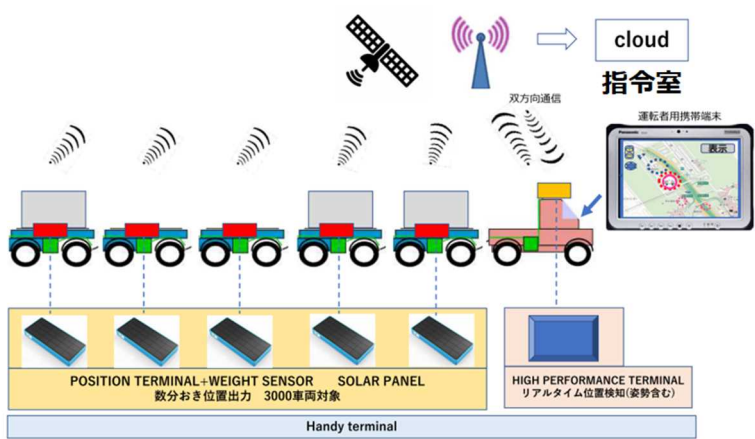 cloud
指令室
双方向通信
運転者用携帯端末
Panasonic
表示
POSITION TERMINAL+WEIGHT SENSOR SOLAR PANEL
数分おき位置出力 3000車両対象
HIGH PERFORMANCE TERMINAL
リアルタイム位置検知(姿勢含む)
Handy terminal